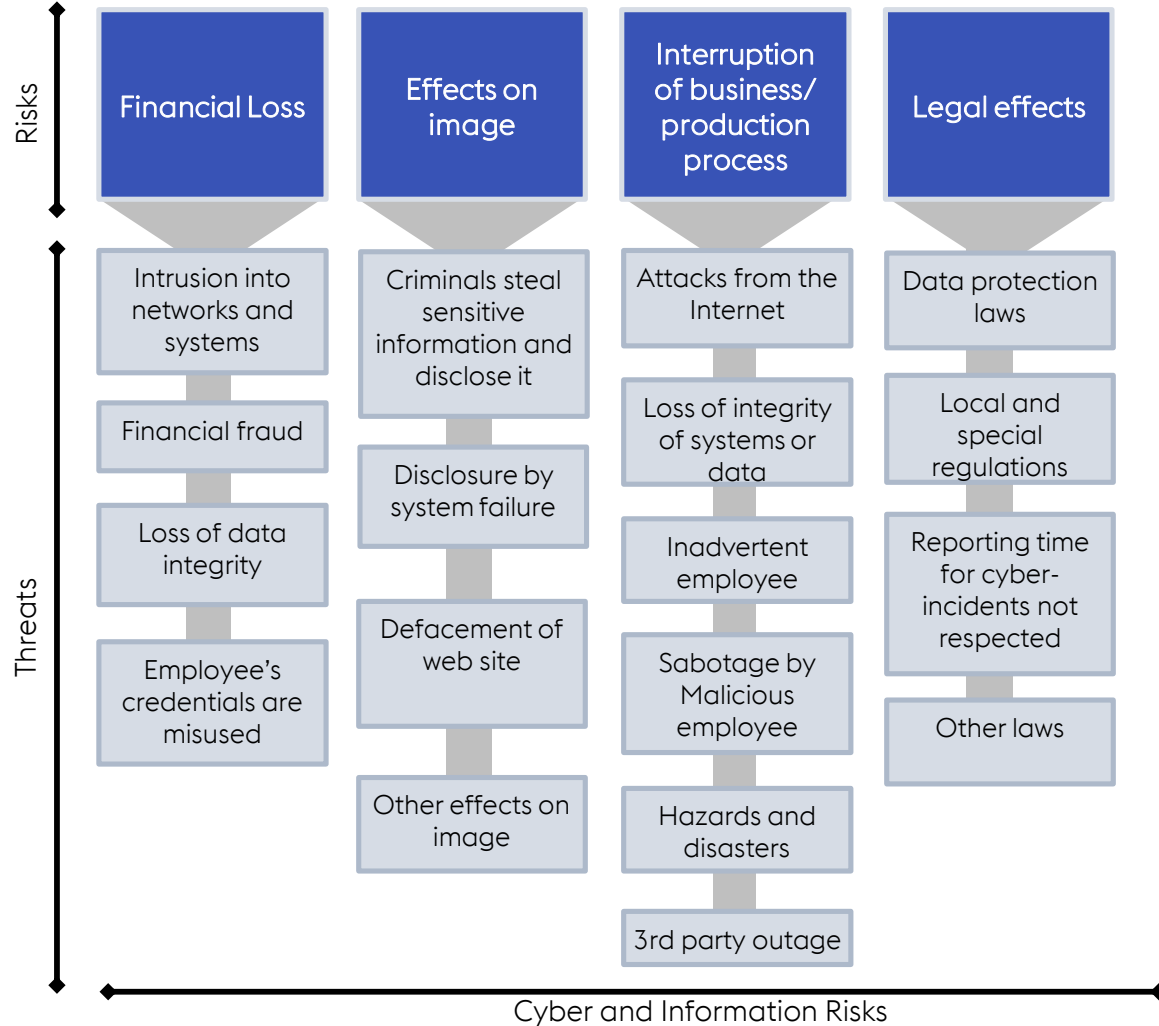 Risks
Financial Loss
Effects on
image
Interruption
of business/
production
process
Legal effects
Threats
Intrusion into
networks and
systems
Financial fraud
Loss of data
integrity
Employee’s
credentials are
misused
Criminals steal
sensitive
information and
disclose it
Disclosure by
system failure
Defacement of
web site
Other effects on
image
Attacks from the
Internet
Loss of integrity
of systems or
data
Inadvertent
employee
Sabotage by
Malicious
employee
Hazards and
disasters
3rd party outage
Data protection
laws
Local and
special
regulations
Reporting time
for cyber-
incidents not
respected
Other laws
Cyber and Information Risks